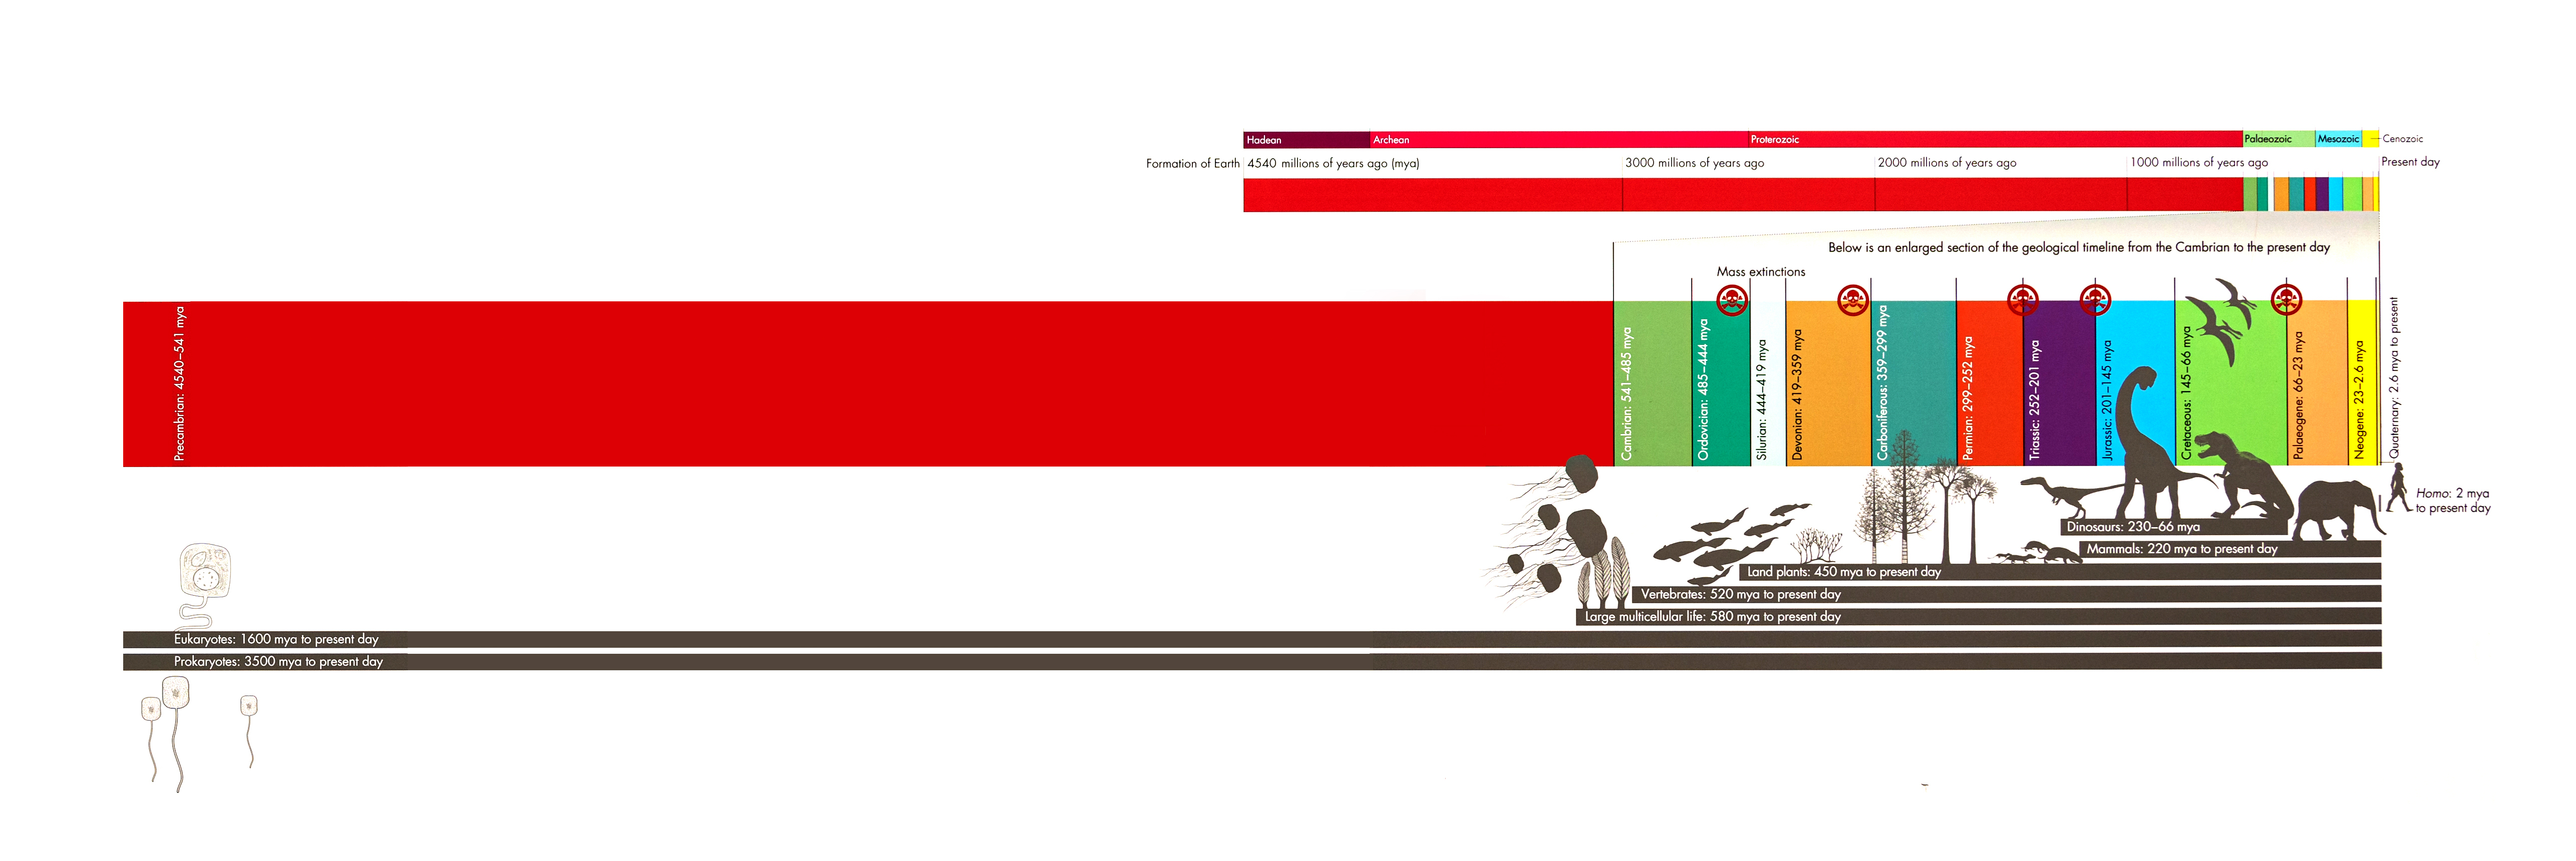 Hadean
Archean
Proterozoic
Palaeozoic
Mesozoic
Cenozoic
Formation of Earth
4540 millions of years ago (mya)
3000 millions of years ago
2000 millions of years ago
1000 millions of years ago
Present day
Below is an enlarged section of the geological timeline from the Cambrian to the present day
Mass extinctions
Precambrian: 4540–541 mya
Cambrian: 541–485 mya
Ordovician: 485–444 mya
Silurian: 444–419 mya
Devonian: 419–359 mya
Carboniferous: 359–299 mya
Permian: 299–252 mya
Triassic: 252–201 mya
Jurassic: 201–145 mya
Cretaceous: 145–66 mya
Palaeogene: 66–23 mya
Neogene: 23–2.6 mya
Quaternary: 2.6 mya to present
Homo: 2 mya
to present day
Dinosaurs: 230–66 mya
Mammals: 220 mya to present day
Land plants: 450 mya to present day
Vertebrates: 520 mya to present day
Large multicellular life: 580 mya to present day
Eukaryotes: 1600 mya to present day
Prokaryotes: 3500 mya to present day